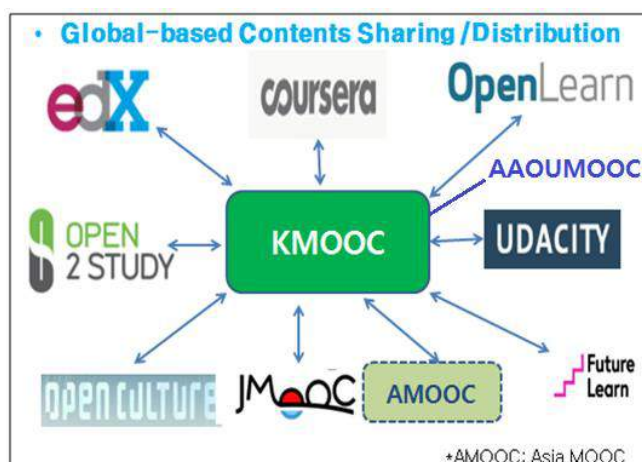 • Global-based Contents Sharing/Distribution
edX
coursera
OpenLearn
AAOUMOOC
KMOOC
OPEN
2 STUDY
UDACITY
OPEN CULTURE
JMOOC
AMOOC
Future
Learn
*AMOOC: Asia MOOC